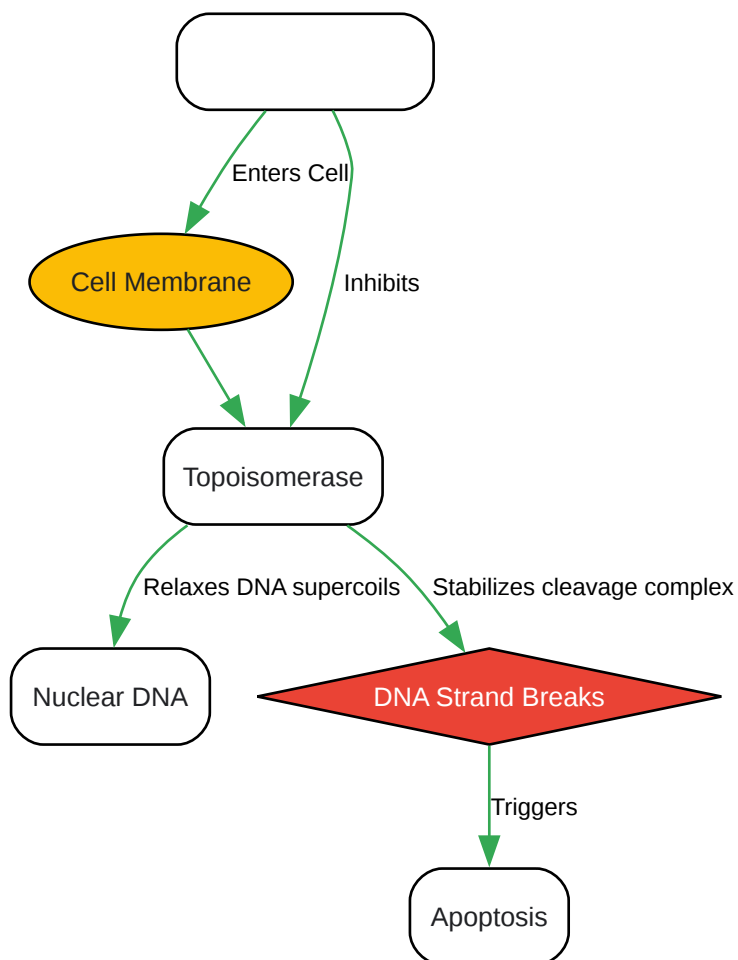 Enters Cell
Cell Membrane
Inhibits
Topoisomerase
Relaxes DNA supercoils
Stabilizes cleavage complex
Nuclear DNA
DNA Strand Breaks
Triggers
Apoptosis